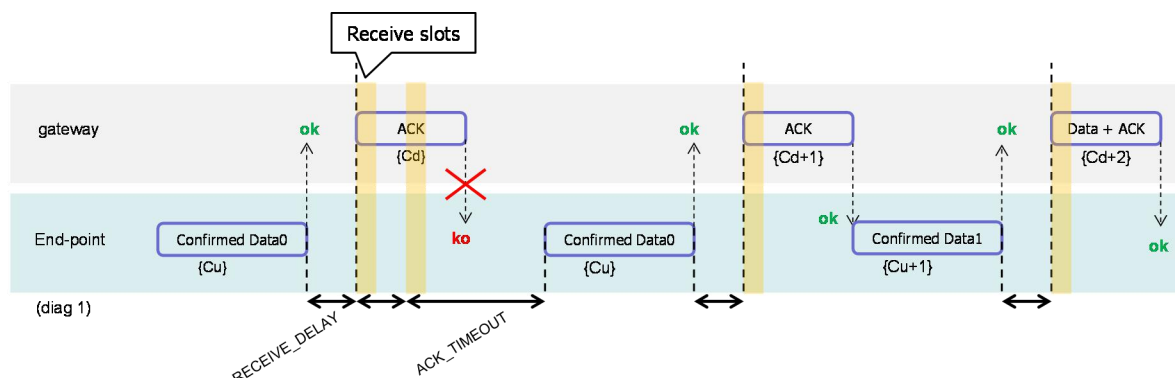 Receive slots
gateway
ok
ACK
{Cd}
ok
ACK
{Cd+1}
ok
Data + ACK
{Cd+2}
End-point
Confirmed Data0
{Cu}
ko
Confirmed Data0
{Cu}
ok
Confirmed Data1
{Cu+1}
ok
(diag 1)
RECEIVE_DELAY
ACK_TIMEOUT